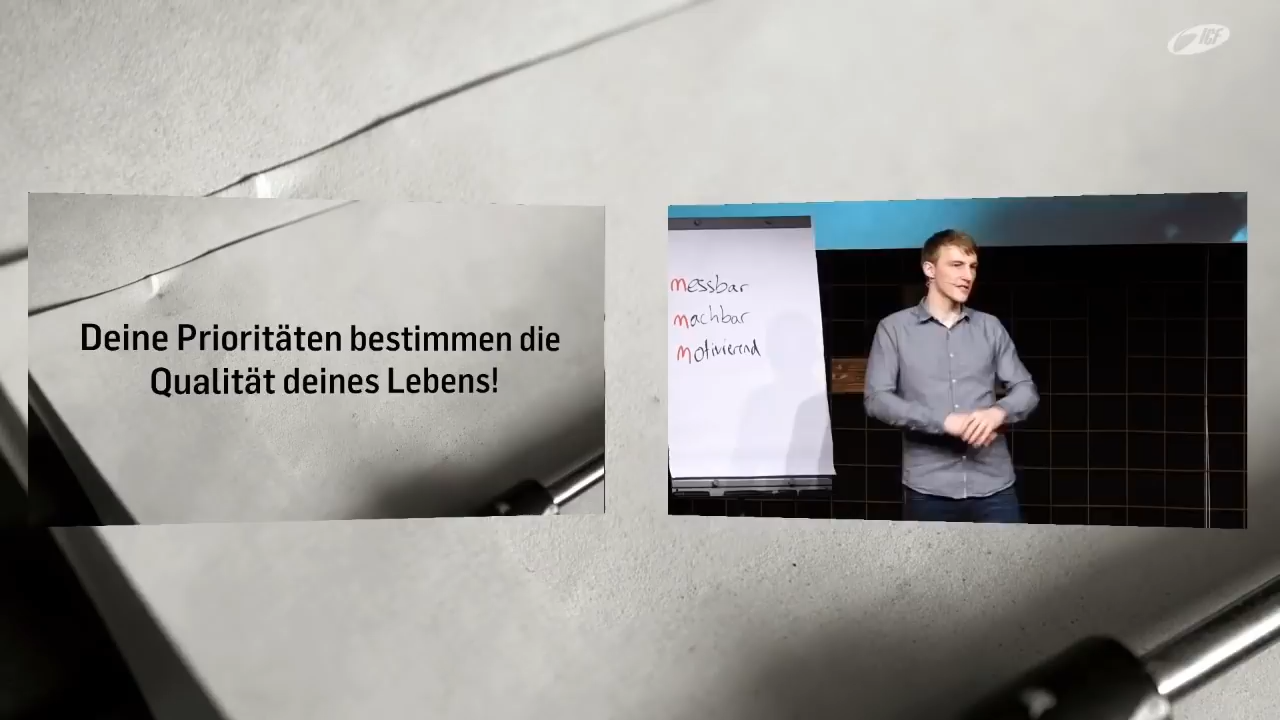 ICF
Deine Prioritäten bestimmen die
Qualität deines Lebens!
messbar
machbar
motivierend